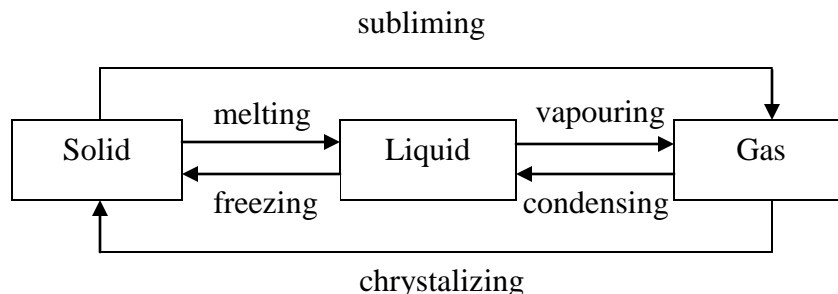 subliming
melting
vapouring
Solid
Liquid
Gas
freezing
condensing
chrystalizing